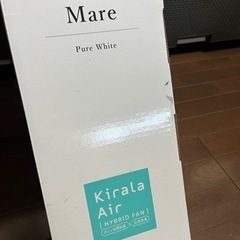 Mare
Pure White
Kirala
Air
[ HYBRID FAN ]